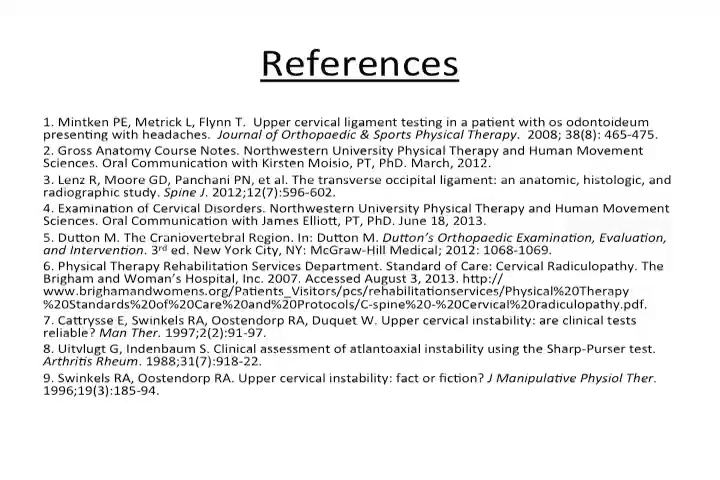 References
1. Mintken PE, Metrick L, Flynn T.  Upper cervical ligament testing in a patient with os odontoideum
presenting with headaches.  Journal of Orthopaedic & Sports Physical Therapy.  2008; 38(8): 465-475.
2. Gross Anatomy Course Notes. Northwestern University Physical Therapy and Human Movement
Sciences. Oral Communication with Kirsten Moisio, PT, PhD. March, 2012.
3. Lenz R, Moore GD, Panchani PN, et al. The transverse occipital ligament: an anatomic, histologic, and
radiographic study. Spine J. 2012;12(7):596-602.
4. Examination of Cervical Disorders. Northwestern University Physical Therapy and Human Movement
Sciences. Oral Communication with James Elliott, PT, PhD. June 18, 2013.
5. Dutton M. The Craniovertebral Region. In: Dutton M. Dutton's Orthopaedic Examination, Evaluation,
and Intervention. 3rd ed. New York City, NY: McGraw-Hill Medical; 2012: 1068-1069.
6. Physical Therapy Rehabilitation Services Department. Standard of Care: Cervical Radiculopathy. The
Brigham and Woman's Hospital, Inc. 2007. Accessed August 3, 2013. http://
www.brighamandwomens.org/Patients_Visitors/pcs/rehabilitationservices/Physical%20Therapy
%20Standards%20of%20Care%20and%20Protocols/C-spine%20-%20Cervical%20radiculopathy.pdf.
7. Cattrysse E, Swinkels RA, Oostendorp RA, Duquet W. Upper cervical instability: are clinical tests
reliable? Man Ther. 1997;2(2):91-97.
8. Uitvlugt G, Indenbaum S. Clinical assessment of atlantoaxial instability using the Sharp-Purser test.
Arthritis Rheum. 1988;31(7):918-22.
9. Swinkels RA, Oostendorp RA. Upper cervical instability: fact or fiction? J Manipulative Physiol Ther.
1996;19(3):185-94.